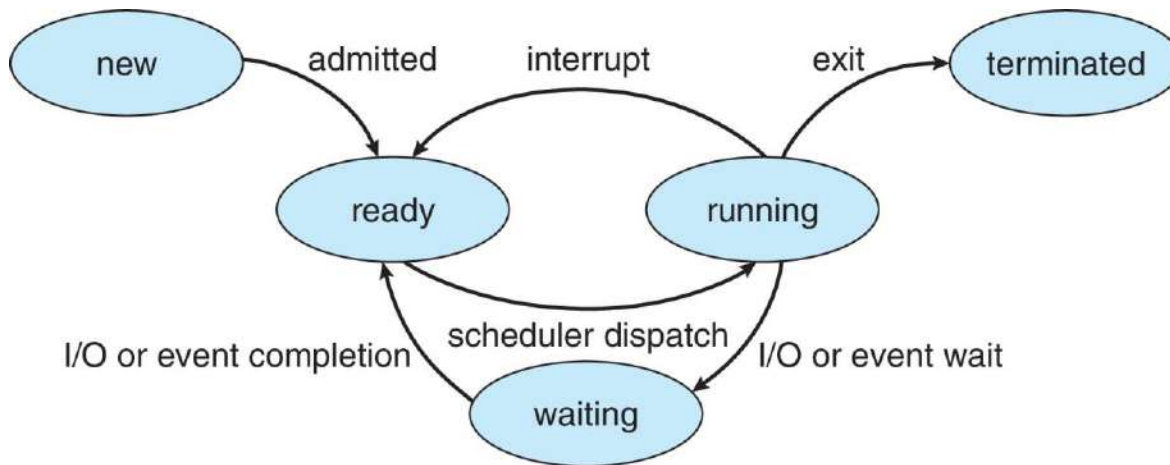 new
admitted
interrupt
exit
terminated
ready
running
scheduler dispatch
I/O or event completion
I/O or event wait
waiting